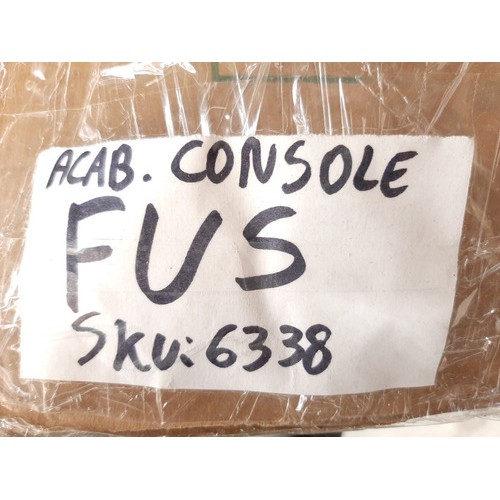 ACAB. CONSOLE
FUS
SKU: 6338